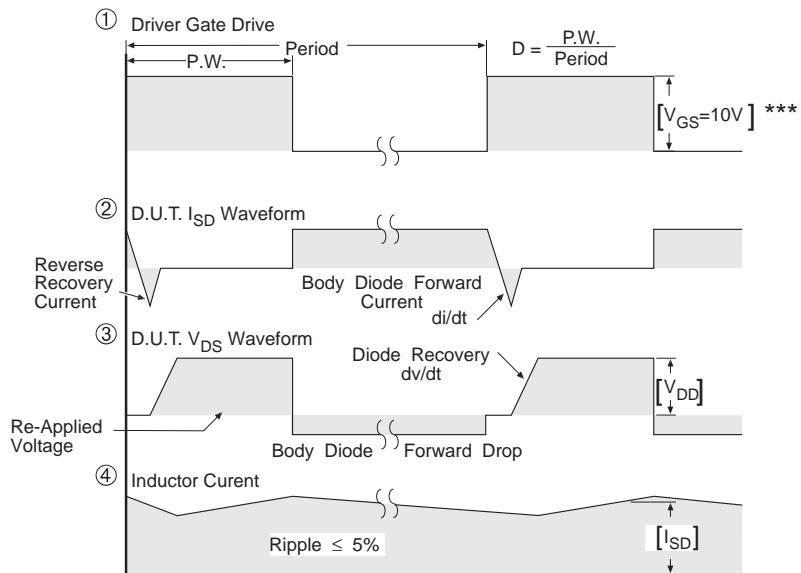 ① Driver Gate Drive
Period
P.W.
D = P.W. / Period
[VGS=10V] ***
② D.U.T. ISD Waveform
Reverse
Recovery
Current
Body Diode Forward
Current
di/dt
③ D.U.T. VDS Waveform
Diode Recovery
dv/dt
[VDD]
Re-Applied
Voltage
Body Diode Forward Drop
④ Inductor Curent
Ripple ≤ 5%
[ISD]